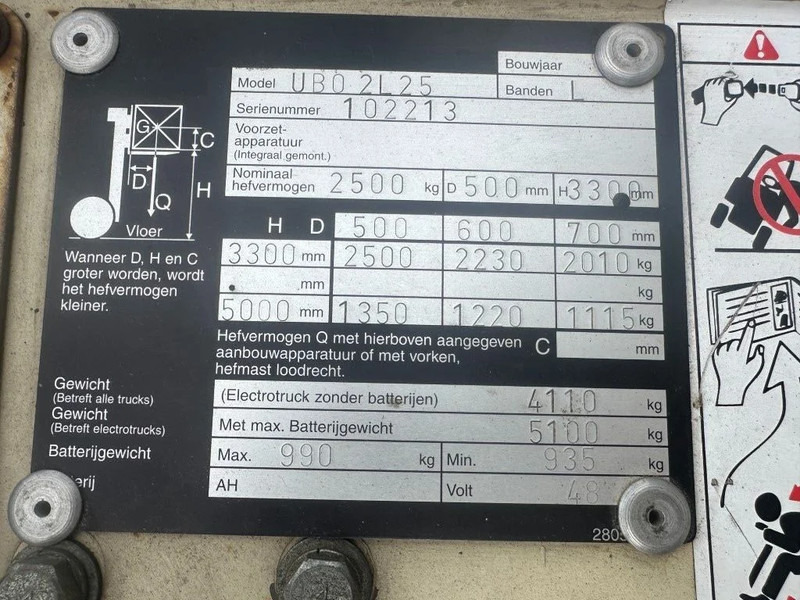 Model UBO 2L25
Bouwjaar
Banden L
Serienummer 102213
Voorzet-
apparatuur
(Integraal gemont.)
Nominaal
hefvermogen 2500 kg D 500 mm H 3300 mm
G
C
D
H
Q
Vloer
Wanneer D, H en C
groter worden, wordt
het hefvermogen
kleiner.
H D 500 600 700 mm
3300 mm 2500 2230 2010 kg
mm kg
5000 mm 1350 1220 1115 kg
Hefvermogen Q met hierboven aangegeven
aanbouwapparatuur of met vorken,
hefmast loodrecht.
C mm
Gewicht
(Betreft alle trucks)
(Electrotruck zonder batterijen) 4110 kg
Gewicht
(Betreft electrotrucks)
Met max. Batterijgewicht 5100 kg
Batterijgewicht
Max. 990 kg Min. 935 kg
AH Volt 48